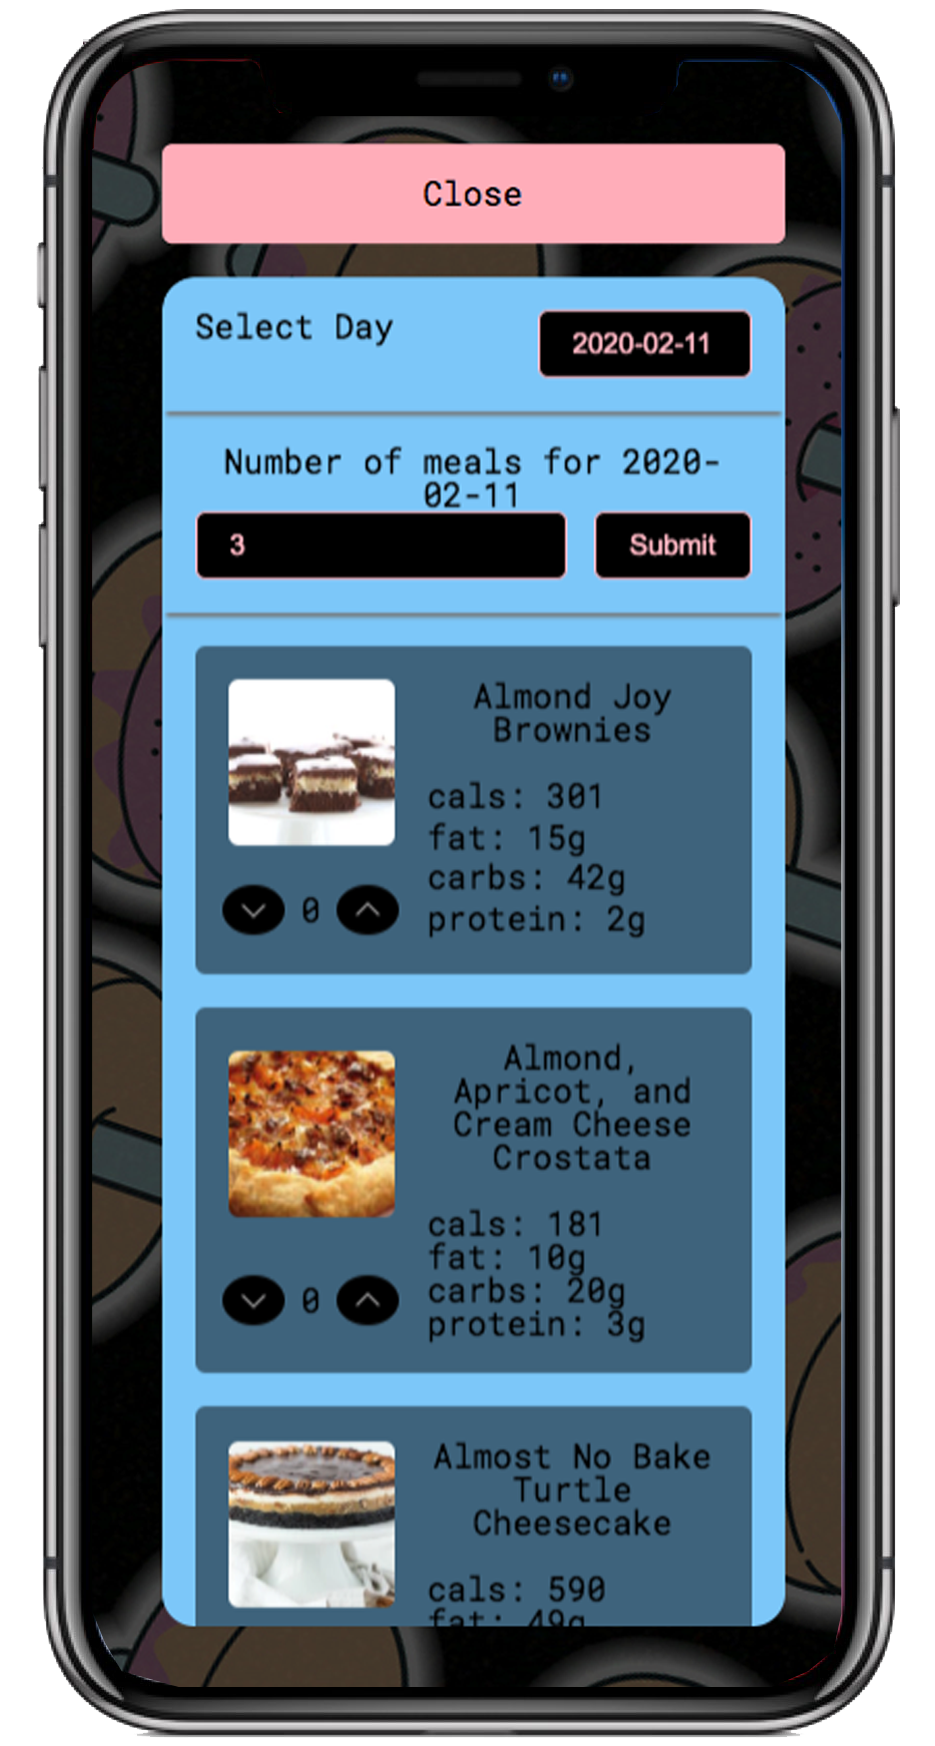 Close
Select Day
2020-02-11
Number of meals for 2020-
02-11
3
Submit
Almond Joy
Brownies
cals: 301
fat: 15g
carbs: 42g
protein: 2g
0
Almond,
Apricot, and
Cream Cheese
Crostata
cals: 181
fat: 10g
carbs: 20g
protein: 3g
0
Almost No Bake
Turtle
Cheesecake
cals: 590
fat: 49g